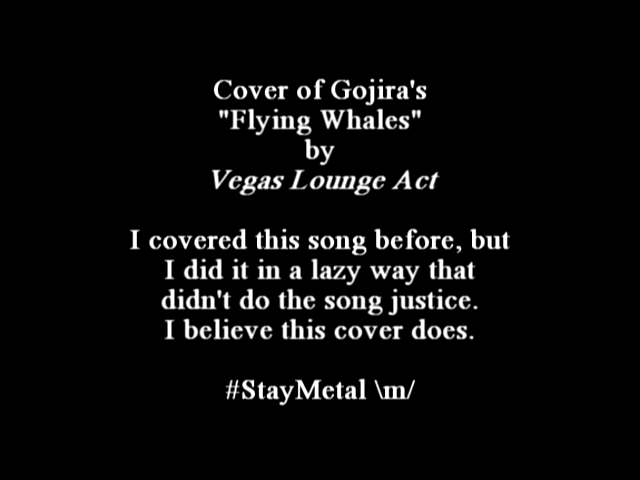 Cover of Gojira's
"Flying Whales"
by
Vegas Lounge Act
I covered this song before, but
I did it in a lazy way that
didn't do the song justice.
I believe this cover does.
#StayMetal \m/